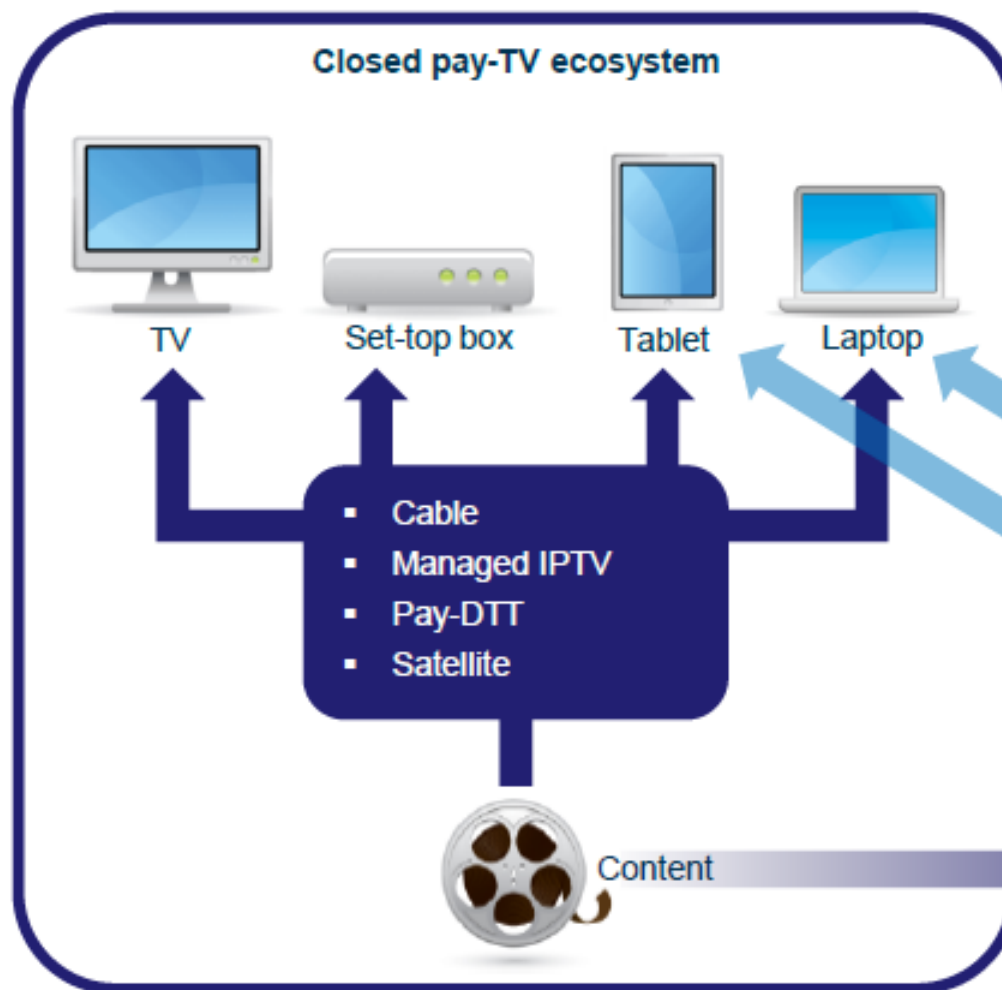 Closed pay-TV ecosystem
TV
Set-top box
Tablet
Laptop
▪ Cable
▪ Managed IPTV
▪ Pay-DTT
▪ Satellite
Content